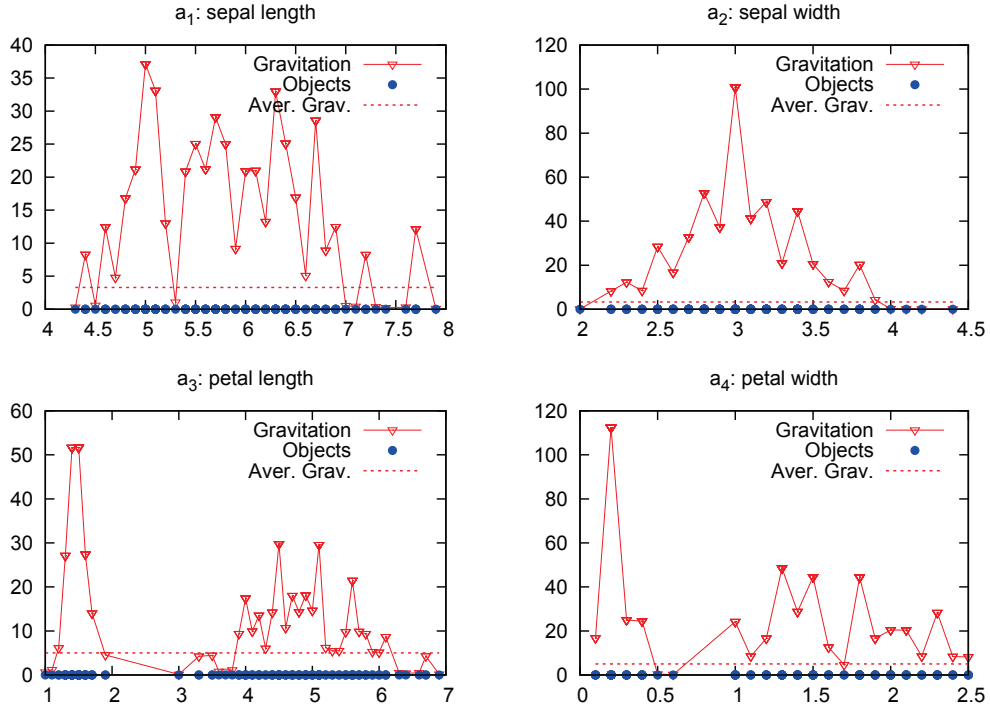 a1: sepal length
40
35
30
25
20
15
10
5
0
4 4.5 5 5.5 6 6.5 7 7.5 8
Gravitation
Objects
Aver. Grav.
a2: sepal width
120
100
80
60
40
20
0
2 2.5 3 3.5 4 4.5
Gravitation
Objects
Aver. Grav.
a3: petal length
60
50
40
30
20
10
0
1 2 3 4 5 6 7
Gravitation
Objects
Aver. Grav.
a4: petal width
120
100
80
60
40
20
0
0 0.5 1 1.5 2 2.5
Gravitation
Objects
Aver. Grav.